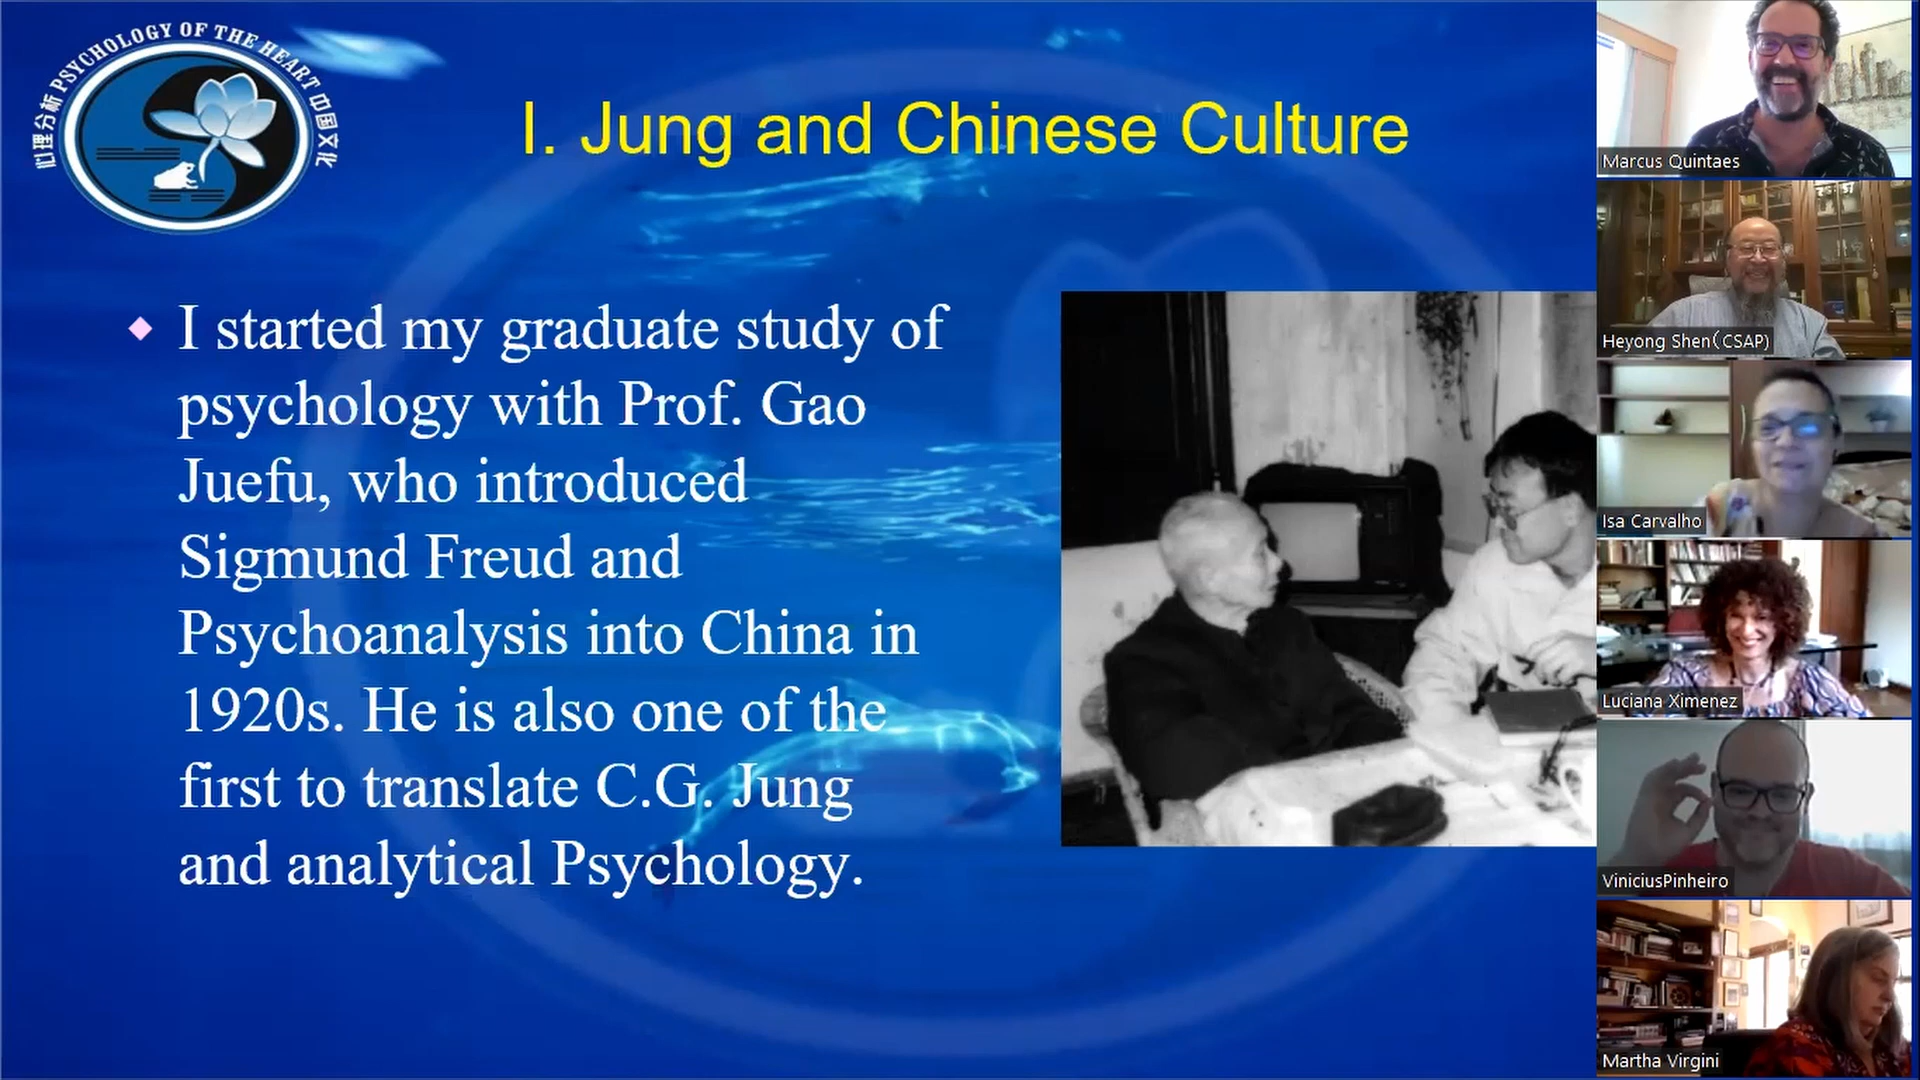 心理分析 PSYCHOLOGY OF THE HEART 中国文化
I. Jung and Chinese Culture
I started my graduate study of
psychology with Prof. Gao
Juefu, who introduced
Sigmund Freud and
Psychoanalysis into China in
1920s. He is also one of the
first to translate C.G. Jung
and analytical Psychology.
Marcus Quintaes
Heyong Shen（CSAP)
Isa Carvalho
Luciana Ximenez
ViniciusPinheiro
Martha Virgini